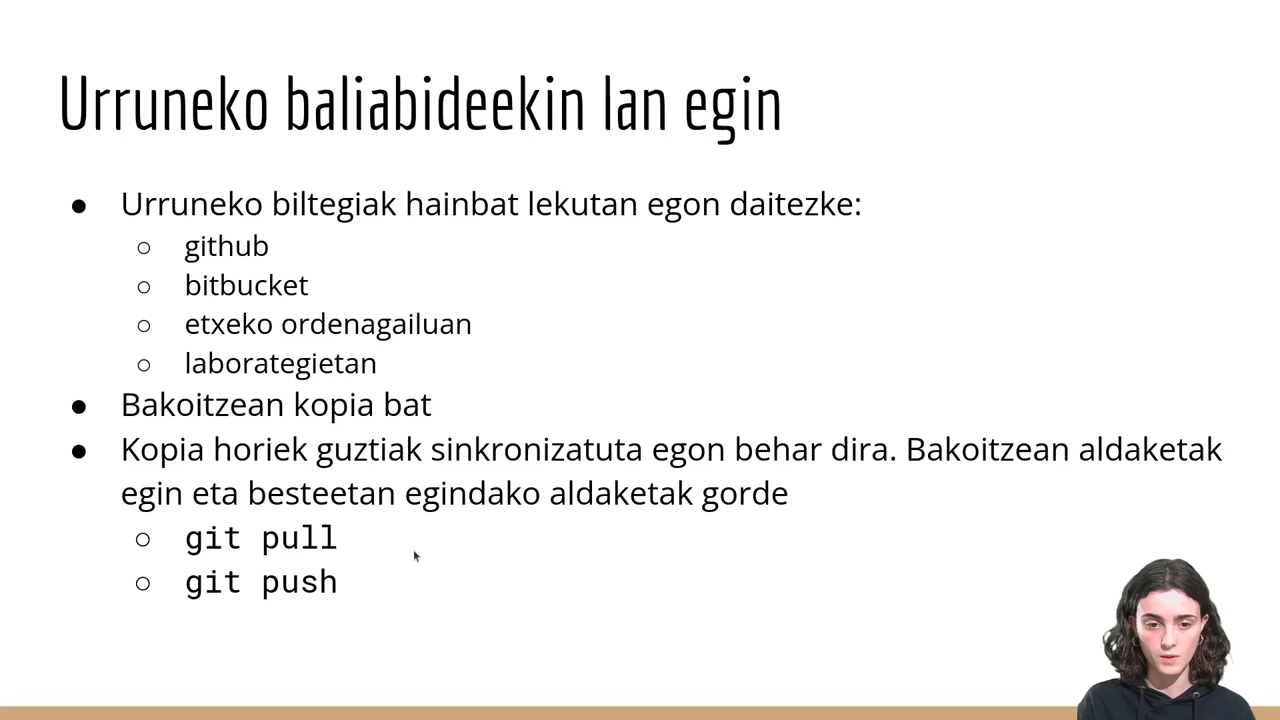 Urruneko baliabideekin lan egin
● Urruneko biltegiak hainbat lekutan egon daitezke:
○ github
○ bitbucket
○ etxeko ordenagailuan
○ laborategietan
● Bakoitzean kopia bat
● Kopia horiek guztiak sinkronizatuta egon behar dira. Bakoitzean aldaketak
egin eta besteetan egindako aldaketak gorde
○ git pull
○ git push